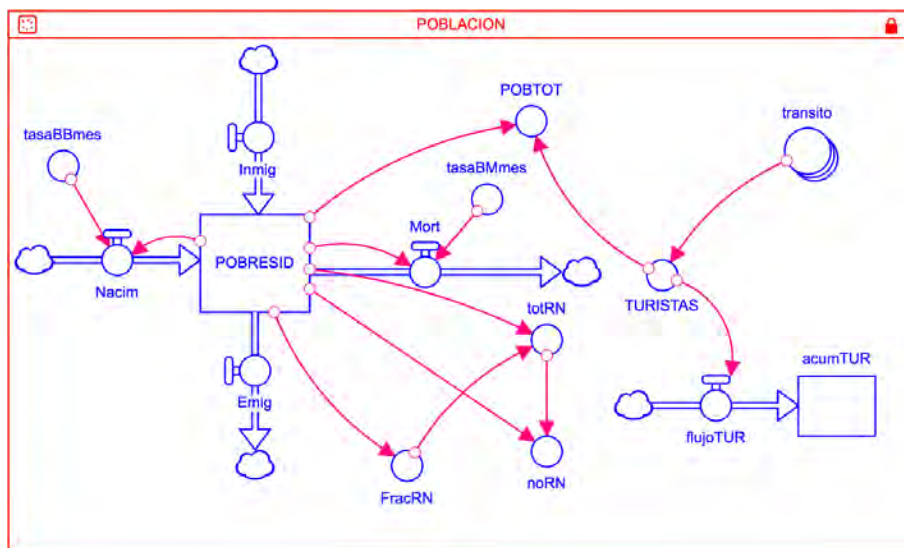 POBLACION
POBTOT
transito
tasaBBmes
Inmig
tasaBMmes
Mort
POBRESID
Nacim
totRN
TURISTAS
acumTUR
Emig
flujoTUR
FracRN
noRN